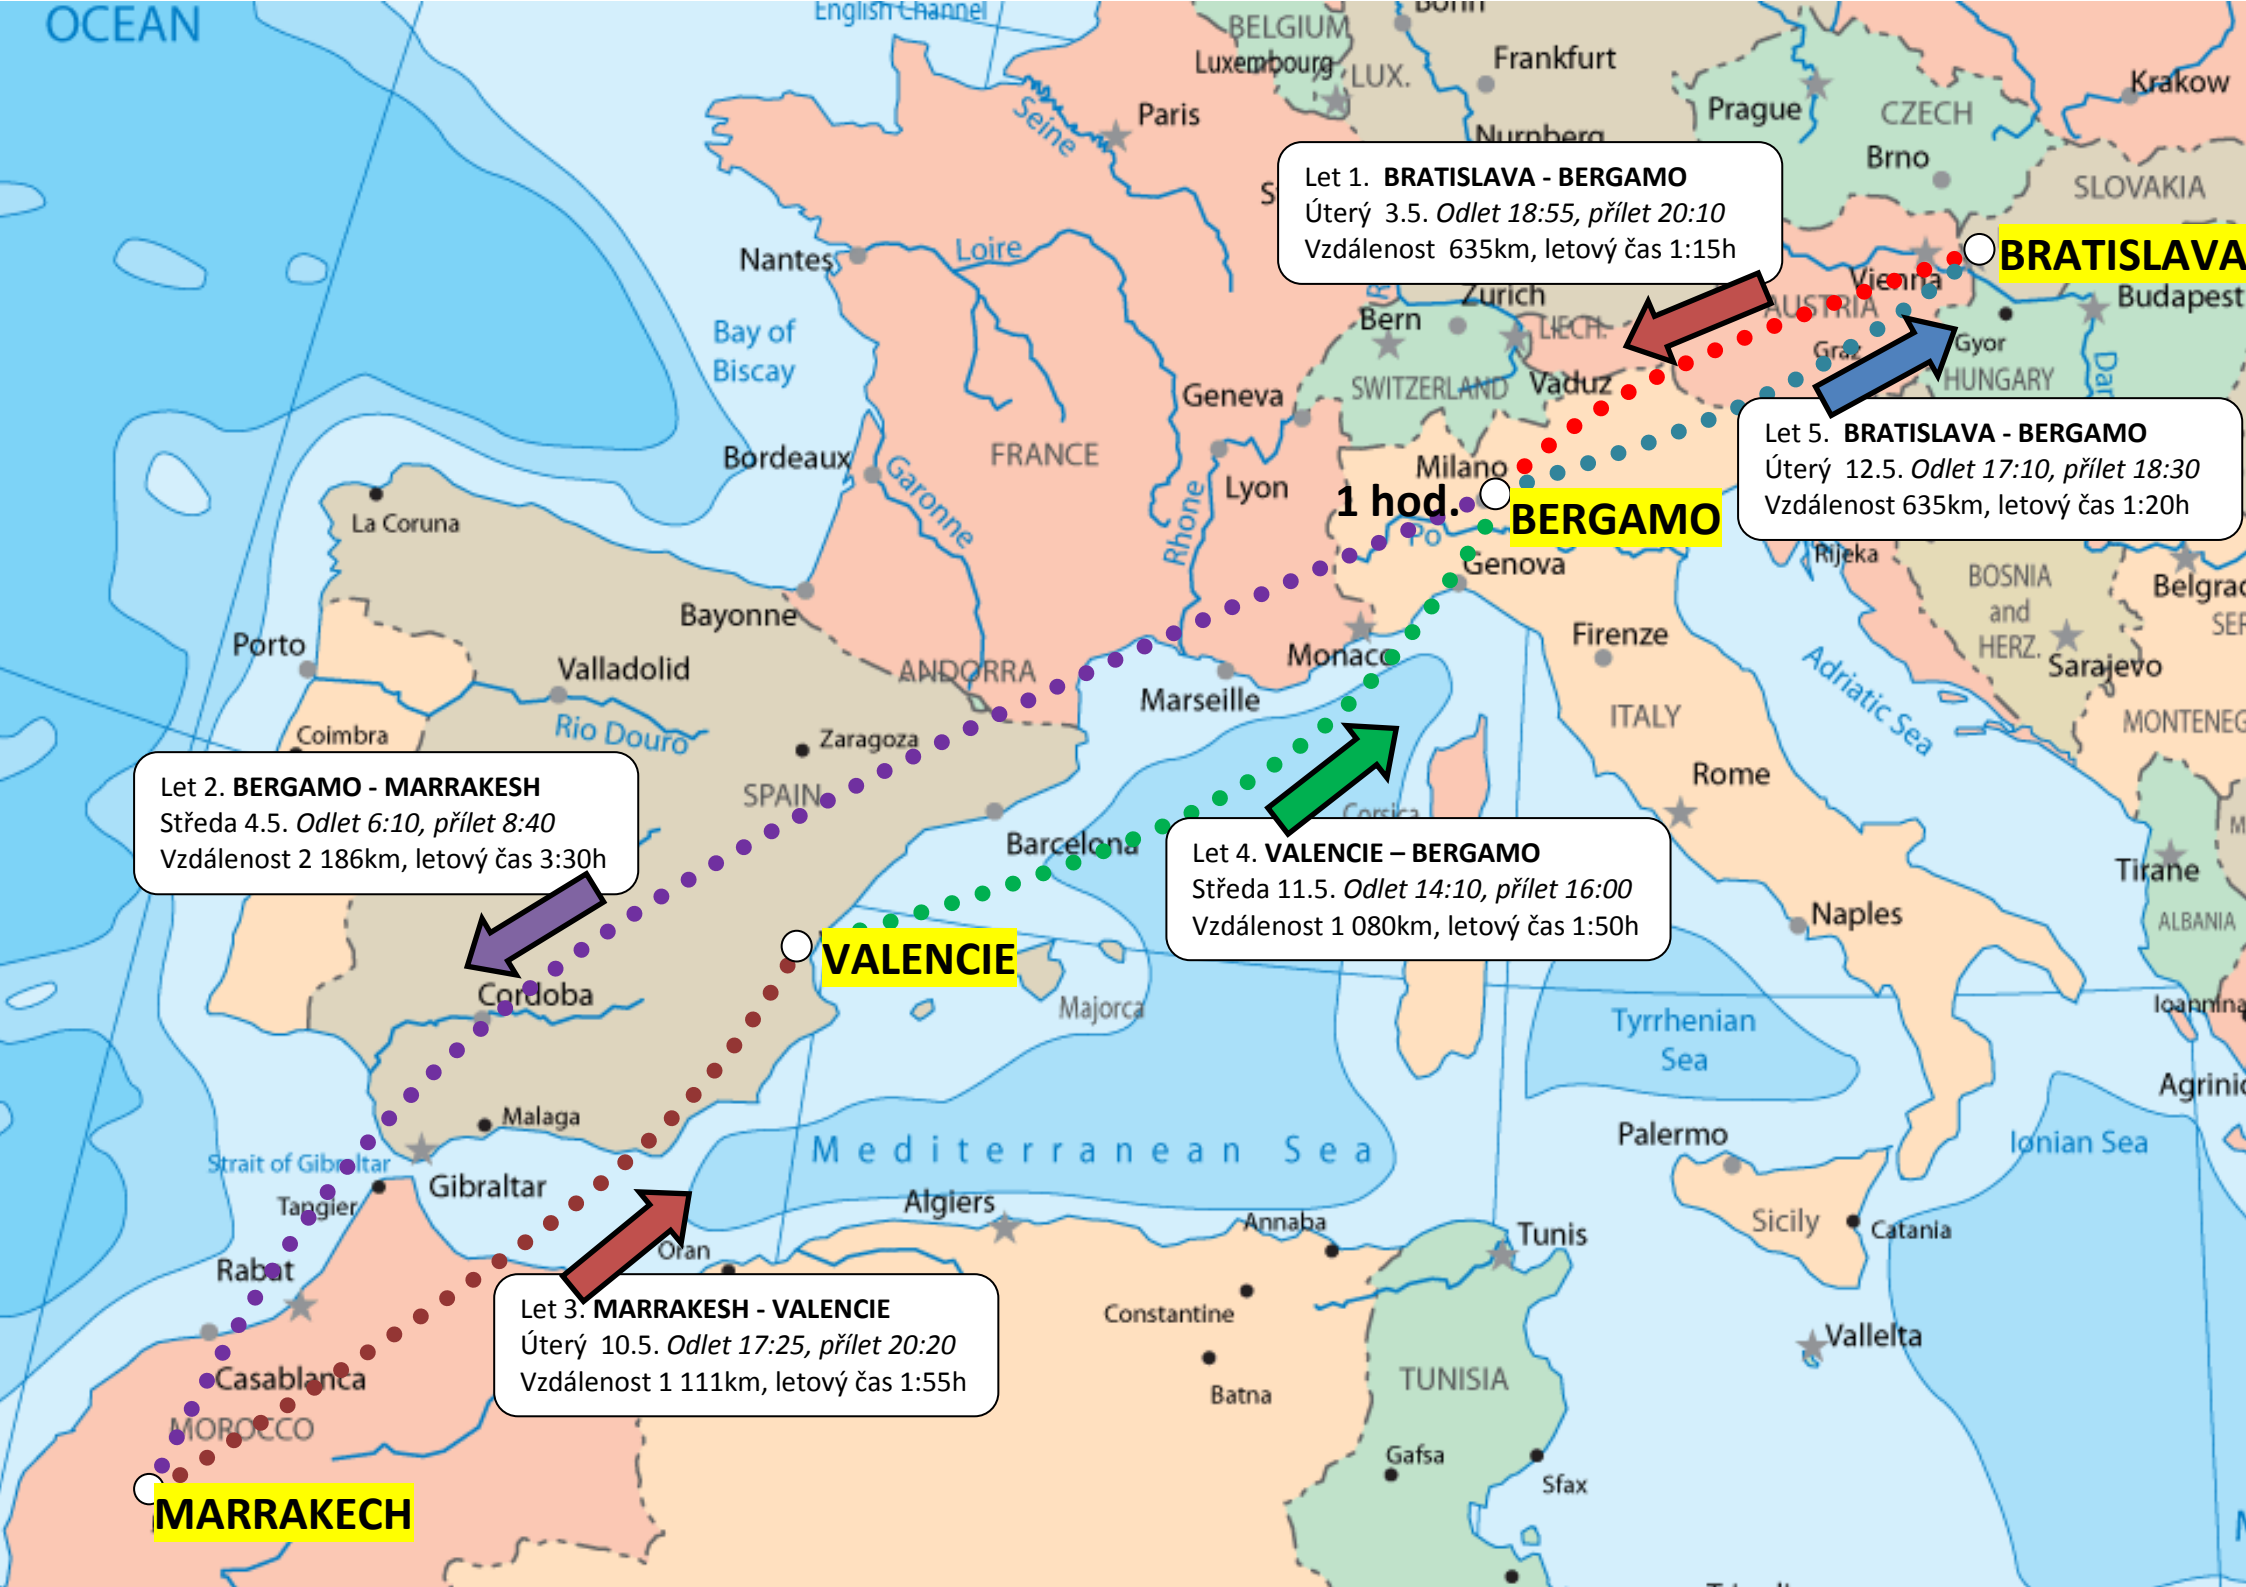 OCEAN
English Channel
BELGIUM
Bonn
Luxembourg
LUX.
Frankfurt
Krakow
Paris
Seine
Prague
CZECH
Nurnberg
Brno
SLOVAKIA
Let 1. BRATISLAVA - BERGAMO
Úterý 3.5. Odlet 18:55, přílet 20:10
Vzdálenost 635km, letový čas 1:15h
Nantes
Loire
BRATISLAVA
Vienna
Budapest
AUSTRIA
Zurich
Bern
LIECH.
Graz
Gyor
Bay of
Biscay
Geneva
SWITZERLAND
Vaduz
HUNGARY
Let 5. BRATISLAVA - BERGAMO
Úterý 12.5. Odlet 17:10, přílet 18:30
Vzdálenost 635km, letový čas 1:20h
Bordeaux
Garonne
FRANCE
Lyon
Rhone
Milano
1 hod.
BERGAMO
Po
Genova
La Coruna
Rijeka
BOSNIA
and
HERZ.
Sarajevo
Bayonne
Porto
Valladolid
ANDORRA
Monaco
Firenze
Marseille
Adriatic Sea
Rio Douro
Coimbra
Zaragoza
ITALY
Rome
SPAIN
Let 2. BERGAMO - MARRAKESH
Středa 4.5. Odlet 6:10, přílet 8:40
Vzdálenost 2 186km, letový čas 3:30h
Barcelona
Corsica
Let 4. VALENCIE – BERGAMO
Středa 11.5. Odlet 14:10, přílet 16:00
Vzdálenost 1 080km, letový čas 1:50h
Tirane
ALBANIA
Naples
VALENCIE
Cordoba
Majorca
Ioannina
Tyrrhenian
Sea
Malaga
Mediterranean Sea
Palermo
Ionian Sea
Strait of Gibraltar
Gibraltar
Tangier
Algiers
Annaba
Tunis
Sicily
Catania
Oran
Rabat
Let 3. MARRAKESH - VALENCIE
Úterý 10.5. Odlet 17:25, přílet 20:20
Vzdálenost 1 111km, letový čas 1:55h
Constantine
Vallelta
Casablanca
Batna
TUNISIA
MOROCCO
Gafsa
Sfax
MARRAKECH